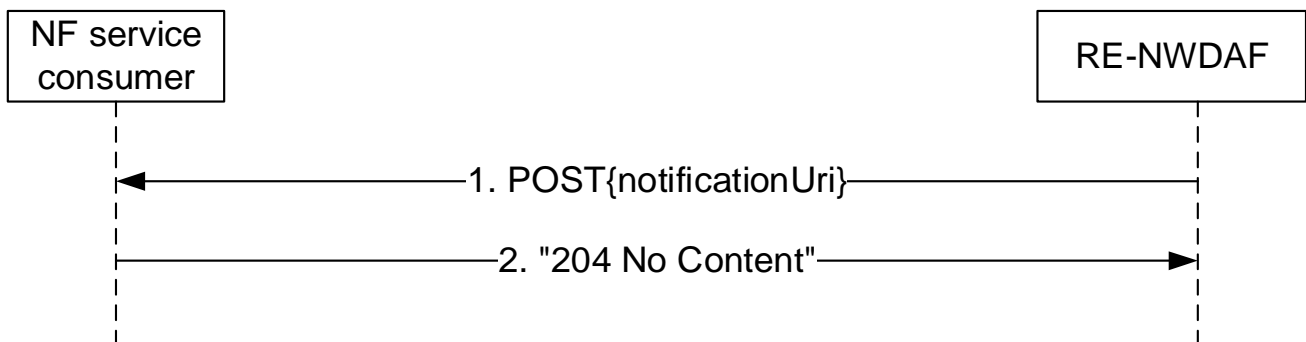 NF service
consumer
RE-NWDAF
1. POST{notificationUri}
2. "204 No Content"